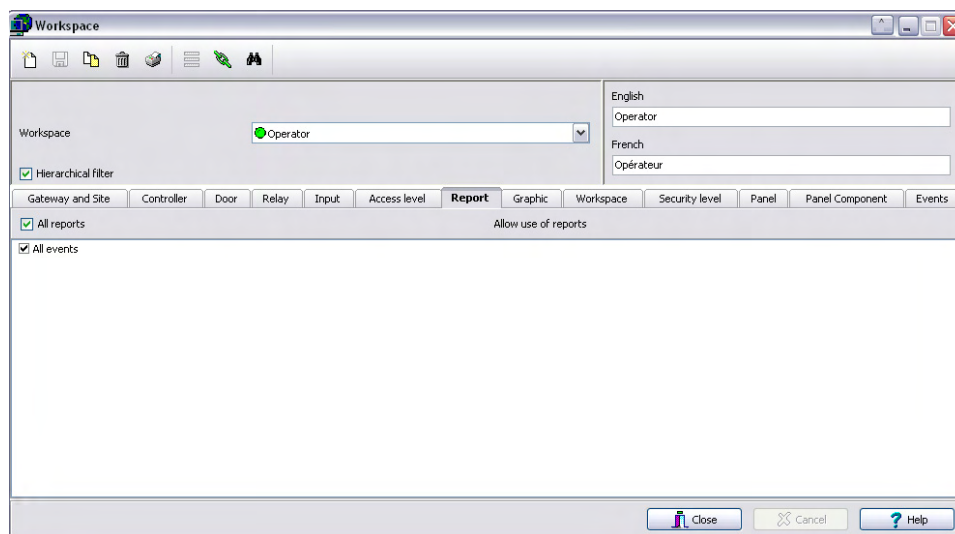 Workspace
English
Operator
Workspace
Operator
French
Opérateur
Hierarchical filter
Gateway and Site Controller Door Relay Input Access level Report Graphic Workspace Security level Panel Panel Component Events
All reports Allow use of reports
All events
Close Cancel ? Help